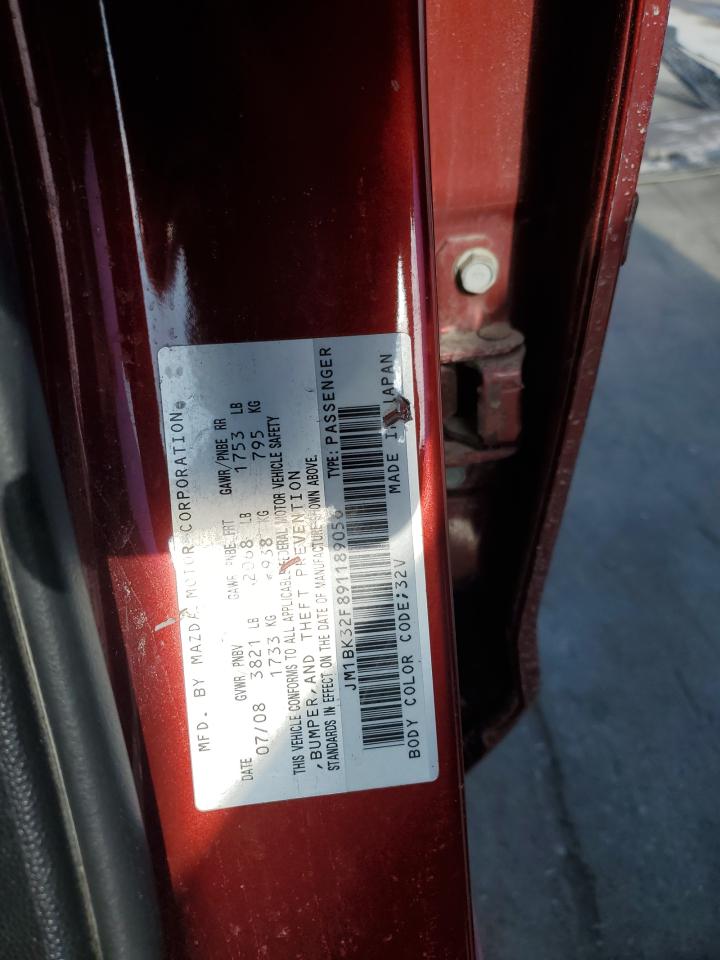 MFD. BY MAZDA MOTOR CORPORATION
DATE GVWR/PNBV GAWR/PNBE FRT GAWR/PNBE RR
07/08 3821 LB 2068 LB 1753 LB
1733 KG 938 KG 795 KG
THIS VEHICLE CONFORMS TO ALL APPLICABLE FEDERAL MOTOR VEHICLE SAFETY
,BUMPER,AND THEFT PREVENTION
STANDARDS IN EFFECT ON THE DATE OF MANUFACTURE SHOWN ABOVE.
JM1BK32F891189056 TYPE:PASSENGER
BODY COLOR CODE;32V MADE IN JAPAN